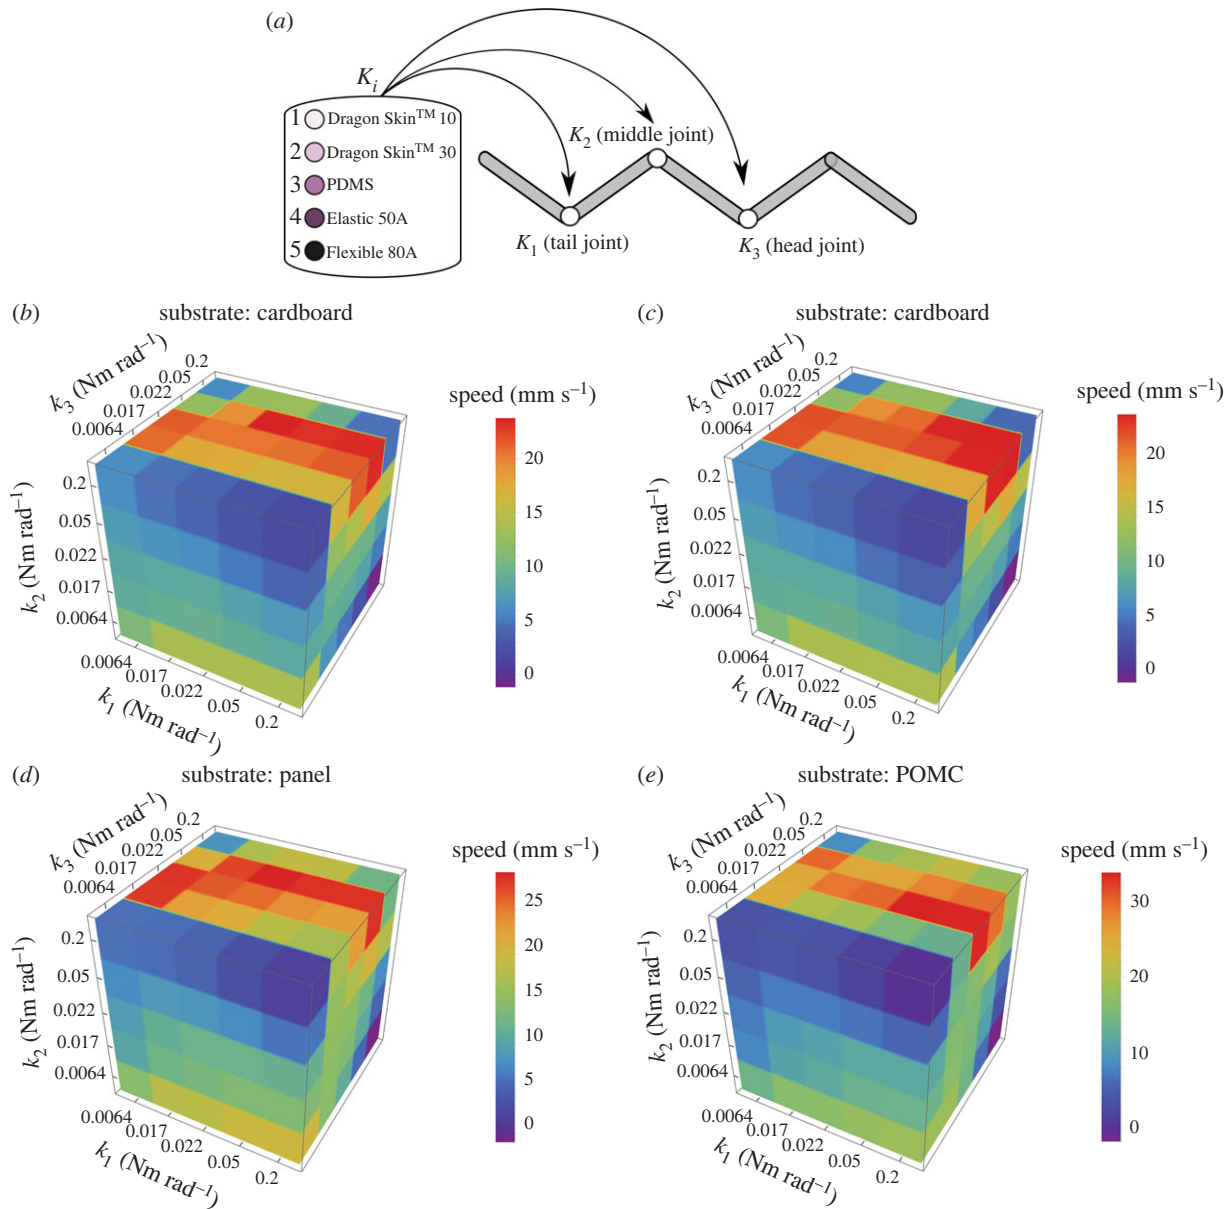 (a)
K_i
1 Dragon Skin™ 10
2 Dragon Skin™ 30
3 PDMS
4 Elastic 50A
5 Flexible 80A
K_2 (middle joint)
K_1 (tail joint)
K_3 (head joint)
(b)
substrate: cardboard
k_3 (Nm rad⁻¹)
0.2
0.05
0.022
0.017
0.0064
k_2 (Nm rad⁻¹)
0.2
0.05
0.022
0.017
0.0064
k_1 (Nm rad⁻¹)
0.0064
0.017
0.022
0.05
0.2
speed (mm s⁻¹)
20
15
10
5
0
(c)
substrate: cardboard
k_3 (Nm rad⁻¹)
0.2
0.05
0.022
0.017
0.0064
k_2 (Nm rad⁻¹)
0.2
0.05
0.022
0.017
0.0064
k_1 (Nm rad⁻¹)
0.0064
0.017
0.022
0.05
0.2
speed (mm s⁻¹)
20
15
10
5
0
(d)
substrate: panel
k_3 (Nm rad⁻¹)
0.2
0.05
0.022
0.017
0.0064
k_2 (Nm rad⁻¹)
0.2
0.05
0.022
0.017
0.0064
k_1 (Nm rad⁻¹)
0.0064
0.017
0.022
0.05
0.2
speed (mm s⁻¹)
25
20
15
10
5
0
(e)
substrate: POMC
k_3 (Nm rad⁻¹)
0.2
0.05
0.022
0.017
0.0064
k_2 (Nm rad⁻¹)
0.2
0.05
0.022
0.017
0.0064
k_1 (Nm rad⁻¹)
0.0064
0.017
0.022
0.05
0.2
speed (mm s⁻¹)
30
20
10
0